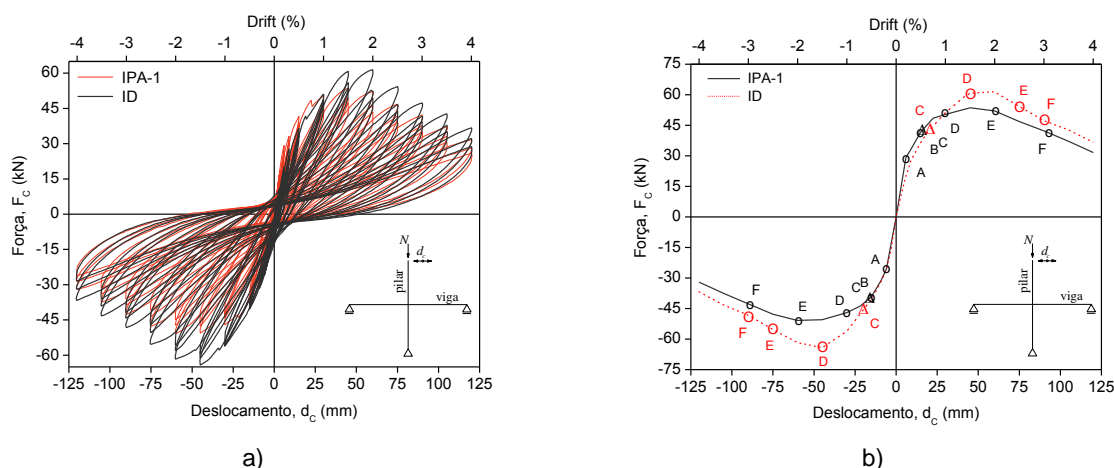 Drift (%)
-4 -3 -2 -1 0 1 2 3 4
IPA-1
ID
60
45
30
15
0
-15
-30
-45
-60
Força, F_C (kN)
N
d_c
pilar
viga
-125 -100 -75 -50 -25 0 25 50 75 100 125
Deslocamento, d_C (mm)
a)
Drift (%)
-4 -3 -2 -1 0 1 2 3 4
IPA-1
ID
75
60
45
30
15
0
-15
-30
-45
-60
-75
Força, F_C (kN)
D
E
F
C
B
C
D
E
F
A
A
B
C
D
E
F
C
D
E
F
N
d_c
pilar
viga
-125 -100 -75 -50 -25 0 25 50 75 100 125
Deslocamento, d_C (mm)
b)